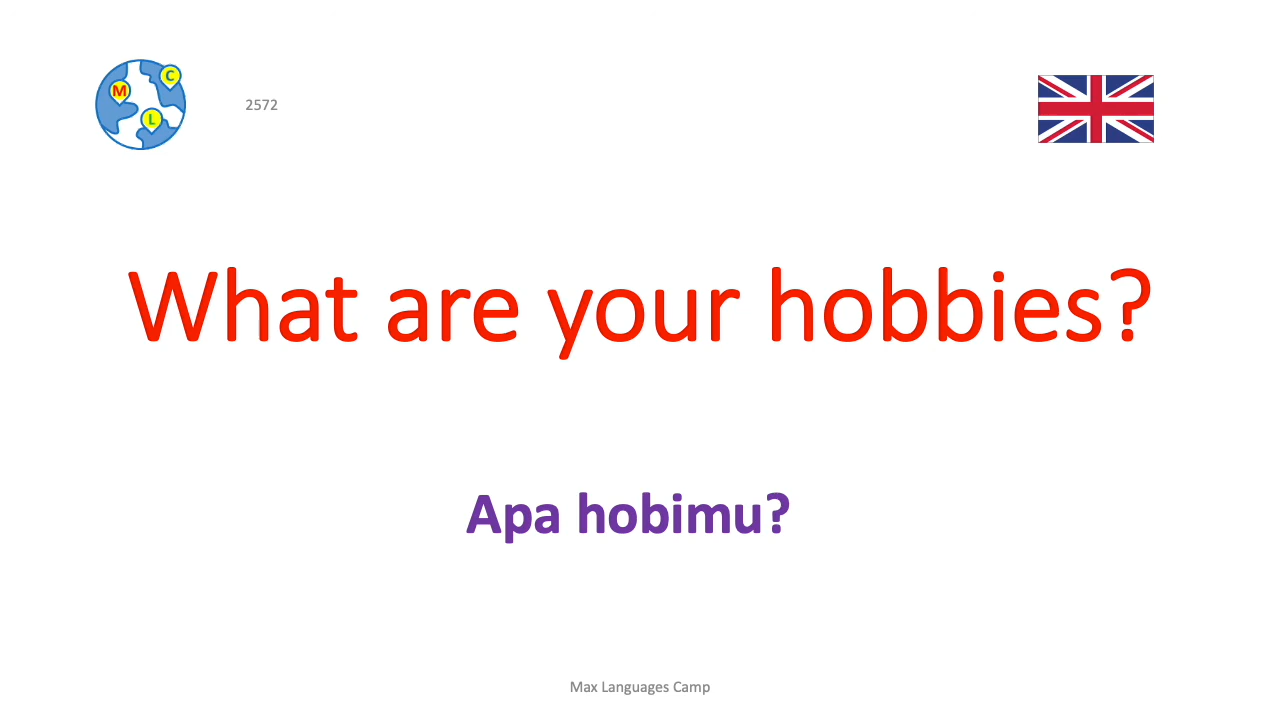 M
C
L
2572
What are your hobbies?
Apa hobimu?
Max Languages Camp